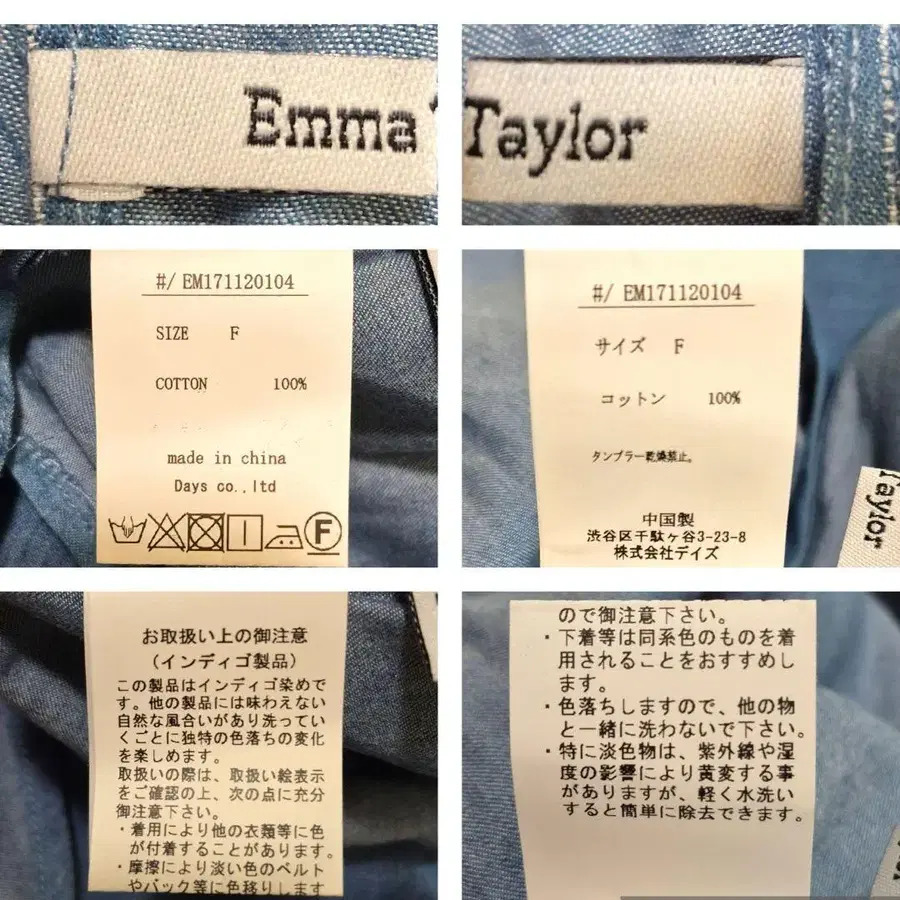 Emma
Taylor
#/ EM171120104
SIZE F
COTTON 100%
made in china
Days co.,ltd
F
#/ EM171120104
サイズ F
コットン 100%
タンブラー乾燥禁止。
中国製
渋谷区千駄ヶ谷3-23-8
株式会社デイズ
Taylor
お取扱い上の御注意
(インディゴ製品)
この製品はインディゴ染めで
す。他の製品には味わえない
自然な風合いがあり洗ってい
くごとに独特の色落ちの変化
を楽しめます。
取扱いの際は、取扱い絵表示
をご確認の上、次の点に充分
御注意下さい。
・着用により他の衣類等に色
が付着することがあります。
・摩擦により淡い色のベルト
やバック等に色移りします
ので御注意下さい。
・下着等は同系色のものを着
用されることをおすすめし
ます。
・色落ちしますので、他の物
と一緒に洗わないで下さい。
・特に淡色物は、紫外線や湿
度の影響により黄変する事
がありますが、軽く水洗い
すると簡単に除去できます。